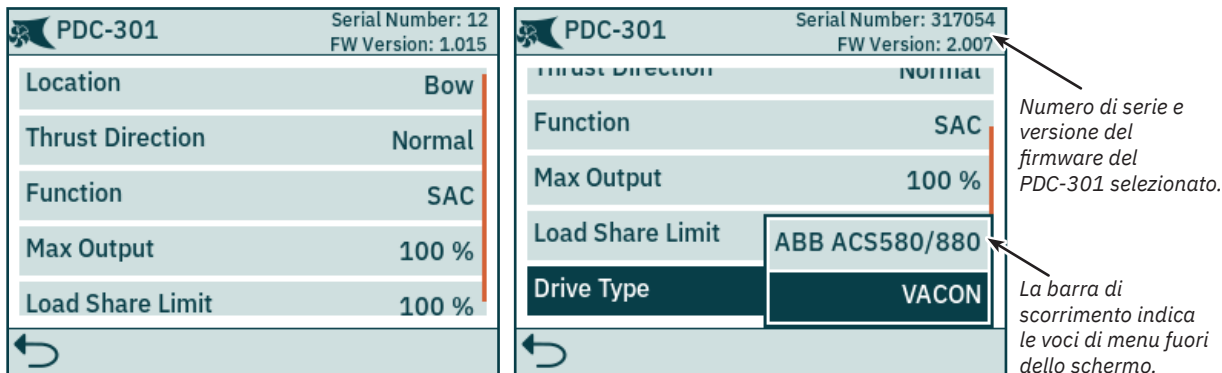 PDC-301
Serial Number: 12
FW Version: 1.015
Location Bow
Thrust Direction Normal
Function SAC
Max Output 100 %
Load Share Limit 100 %
PDC-301
Serial Number: 317054
FW Version: 2.007
Thrust Direction Normal
Function SAC
Max Output 100 %
Load Share Limit
ABB ACS580/880
Drive Type
VACON
Numero di serie e
versione del
firmware del
PDC-301 selezionato.
La barra di
scorrimento indica
le voci di menu fuori
dello schermo.